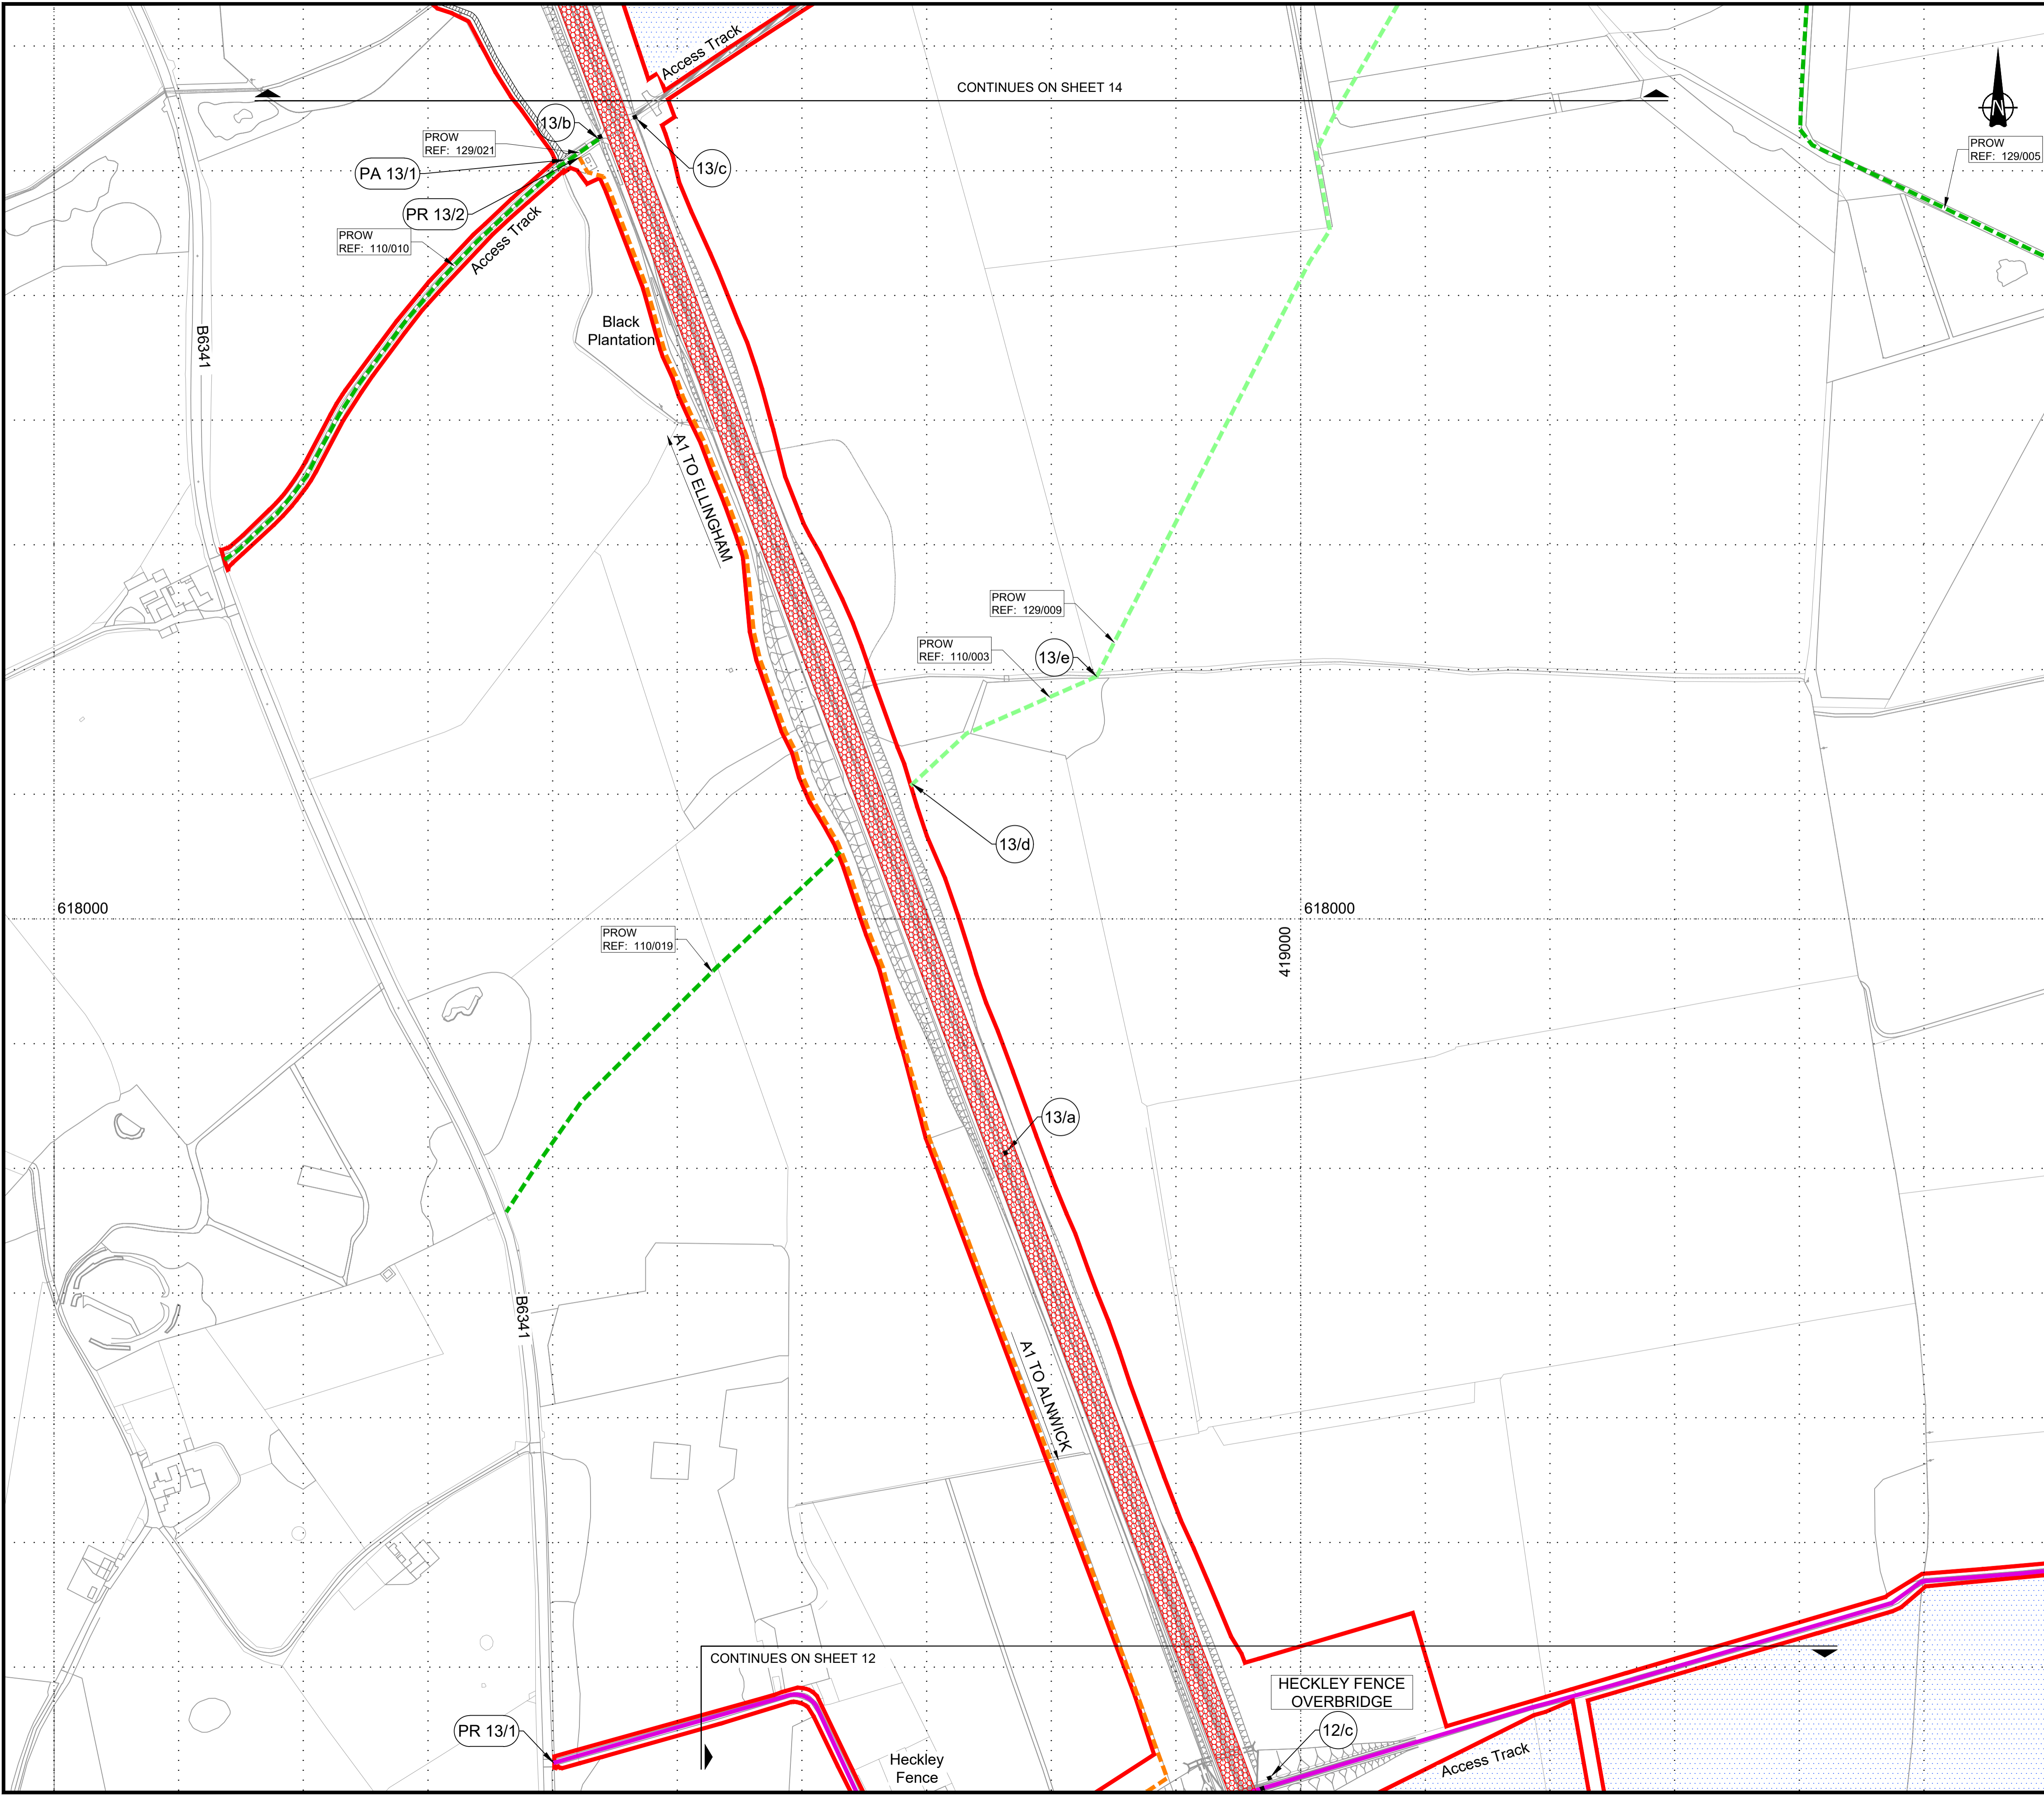 Access Track
CONTINUES ON SHEET 14
13/b
PROW
REF: 129/021
N
PROW
REF: 129/005
PA 13/1
13/c
PR 13/2
PROW
REF: 110/010
Access Track
B6341
Black
Plantation
A1 TO ELLINGHAM
PROW
REF: 129/009
PROW
REF: 110/003
13/e
13/d
618000
618000
419000
PROW
REF: 110/019
13/a
B6341
A1 TO ALNWICK
CONTINUES ON SHEET 12
HECKLEY FENCE
OVERBRIDGE
PR 13/1
12/c
Heckley
Fence
Access Track